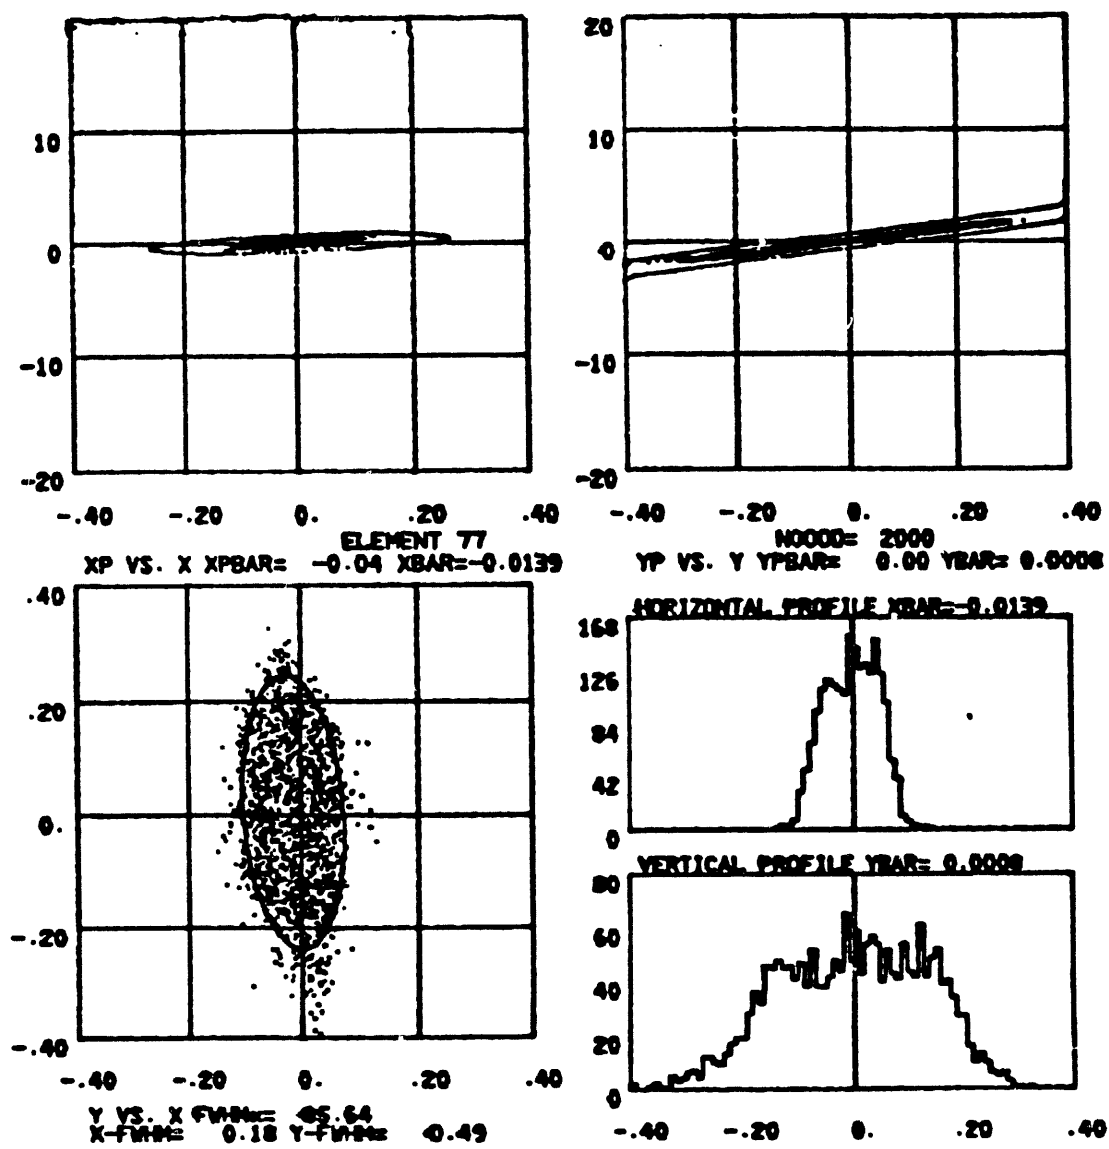 20
10
10
0
0
-10
-10
-20
-20
-.40 -.20 0. .20 .40
-.40 -.20 0. .20 .40
ELEMENT 77
XP VS. X XPBAR= -0.04 XBAR=-0.0139
2000
YP VS. Y YPBAR= 0.00 YBAR= 0.0008
.40
.20
0.
-.20
-.40
-.40 -.20 0. .20 .40
Y VS. X
X-FWHM= 0.18 Y-FWHM= 0.49
HORIZONTAL PROFILE XBAR=-0.0139
168
126
84
42
0
VERTICAL PROFILE YBAR= 0.0008
80
60
40
20
0
-.40 -.20 0. .20 .40